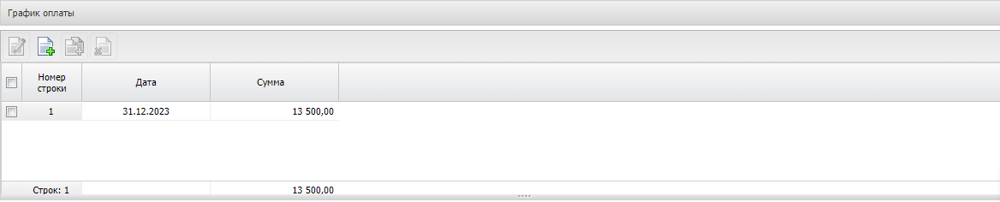 График оплаты
Номер
строки
Дата
Сумма
1
31.12.2023
13 500,00
Строк: 1
13 500,00